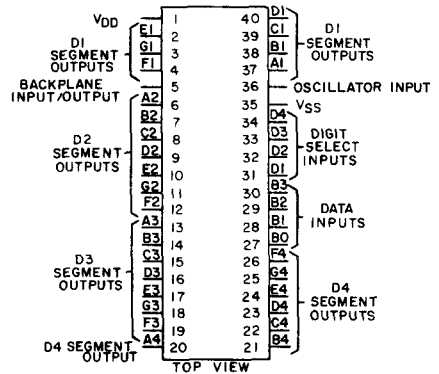 VDD 1 40 D1
E1 2 39 C1
G1 3 38 B1
F1 4 37 A1
D1 SEGMENT OUTPUTS
D1 SEGMENT OUTPUTS
BACKPLANE INPUT/OUTPUT 5 36 OSCILLATOR INPUT
A2 6 35 VSS
B2 7 34 D4
C2 8 33 D3
D2 9 32 D2
E2 10 31 D1
G2 11 30 B3
F2 12 29 B2
A3 13 28 B1
B3 14 27 B0
C3 15 26 F4
D3 16 25 G4
E3 17 24 E4
G3 18 23 D4
F3 19 22 C4
A4 20 21 B4
D2 SEGMENT OUTPUTS
DIGIT SELECT INPUTS
DATA INPUTS
D3 SEGMENT OUTPUTS
D4 SEGMENT OUTPUTS
D4 SEGMENT OUTPUT
TOP VIEW